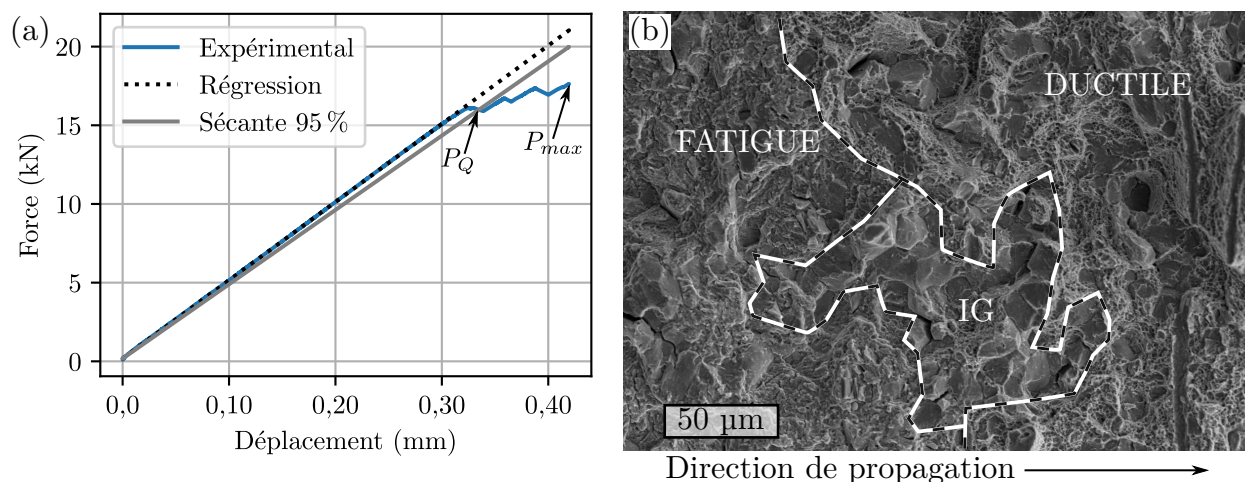 (a)
Expérimental
Régression
Sécante 95 %
P_Q
P_max
20
15
10
5
0
Force (kN)
0,0 0,10 0,20 0,30 0,40
Déplacement (mm)
(b)
DUCTILE
FATIGUE
IG
50 µm
Direction de propagation